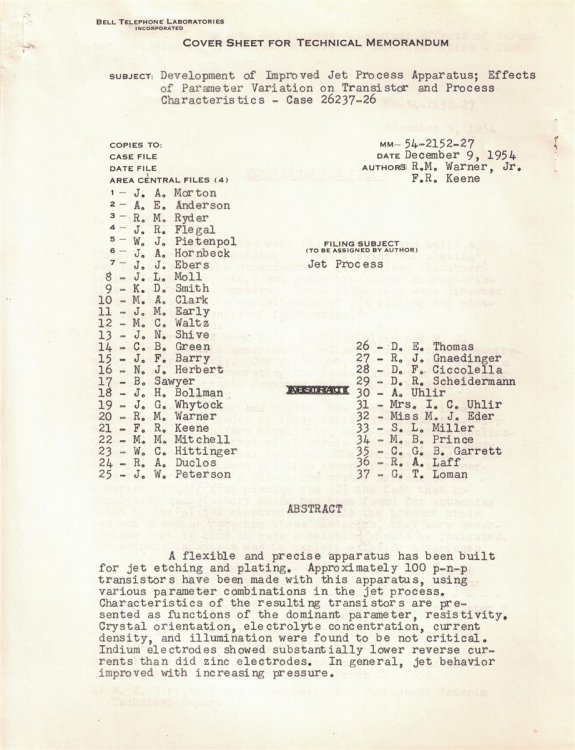 BELL TELEPHONE LABORATORIES
INCORPORATED
COVER SHEET FOR TECHNICAL MEMORANDUM
SUBJECT: Development of Improved Jet Process Apparatus; Effects
of Parameter Variation on Transistor and Process
Characteristics - Case 26237-26
COPIES TO:
CASE FILE
DATE FILE
AREA CENTRAL FILES (4)
1 - J. A. Morton
2 - A. E. Anderson
3 - R. M. Ryder
4 - J. R. Flegal
5 - W. J. Pietenpol
6 - J. A. Hornbeck
7 - J. J. Ebers
8 - J. L. Moll
9 - K. D. Smith
10 - M. A. Clark
11 - J. M. Early
12 - M. C. Waltz
13 - J. N. Shive
14 - C. B. Green
15 - J. F. Barry
16 - N. J. Herbert
17 - B. Sawyer
18 - J. H. Bollman
19 - J. G. Whytock
20 - R. M. Warner
21 - F. R. Keene
22 - M. M. Mitchell
23 - W. C. Hittinger
24 - R. A. Duclos
25 - J. W. Peterson
MM- 54-2152-27
DATE December 9, 1954
AUTHORS R.M. Warner, Jr.
F.R. Keene
FILING SUBJECT
(TO BE ASSIGNED BY AUTHOR)
Jet Process
26 - D. E. Thomas
27 - R. J. Gnaedinger
28 - D. F. Ciccolella
29 - D. R. Scheidermann
30 - A. Uhlir
31 - Mrs. I. C. Uhlir
32 - Miss M. J. Eder
33 - S. L. Miller
34 - M. B. Prince
35 - C. G. B. Garrett
36 - R. A. Laff
37 - G. T. Loman
ABSTRACT
A flexible and precise apparatus has been built
for jet etching and plating. Approximately 100 p-n-p
transistors have been made with this apparatus, using
various parameter combinations in the jet process.
Characteristics of the resulting transistors are pre-
sented as functions of the dominant parameter, resistivity.
Crystal orientation, electrolyte concentration, current
density, and illumination were found to be not critical.
Indium electrodes showed substantially lower reverse cur-
rents than did zinc electrodes. In general, jet behavior
improved with increasing pressure.